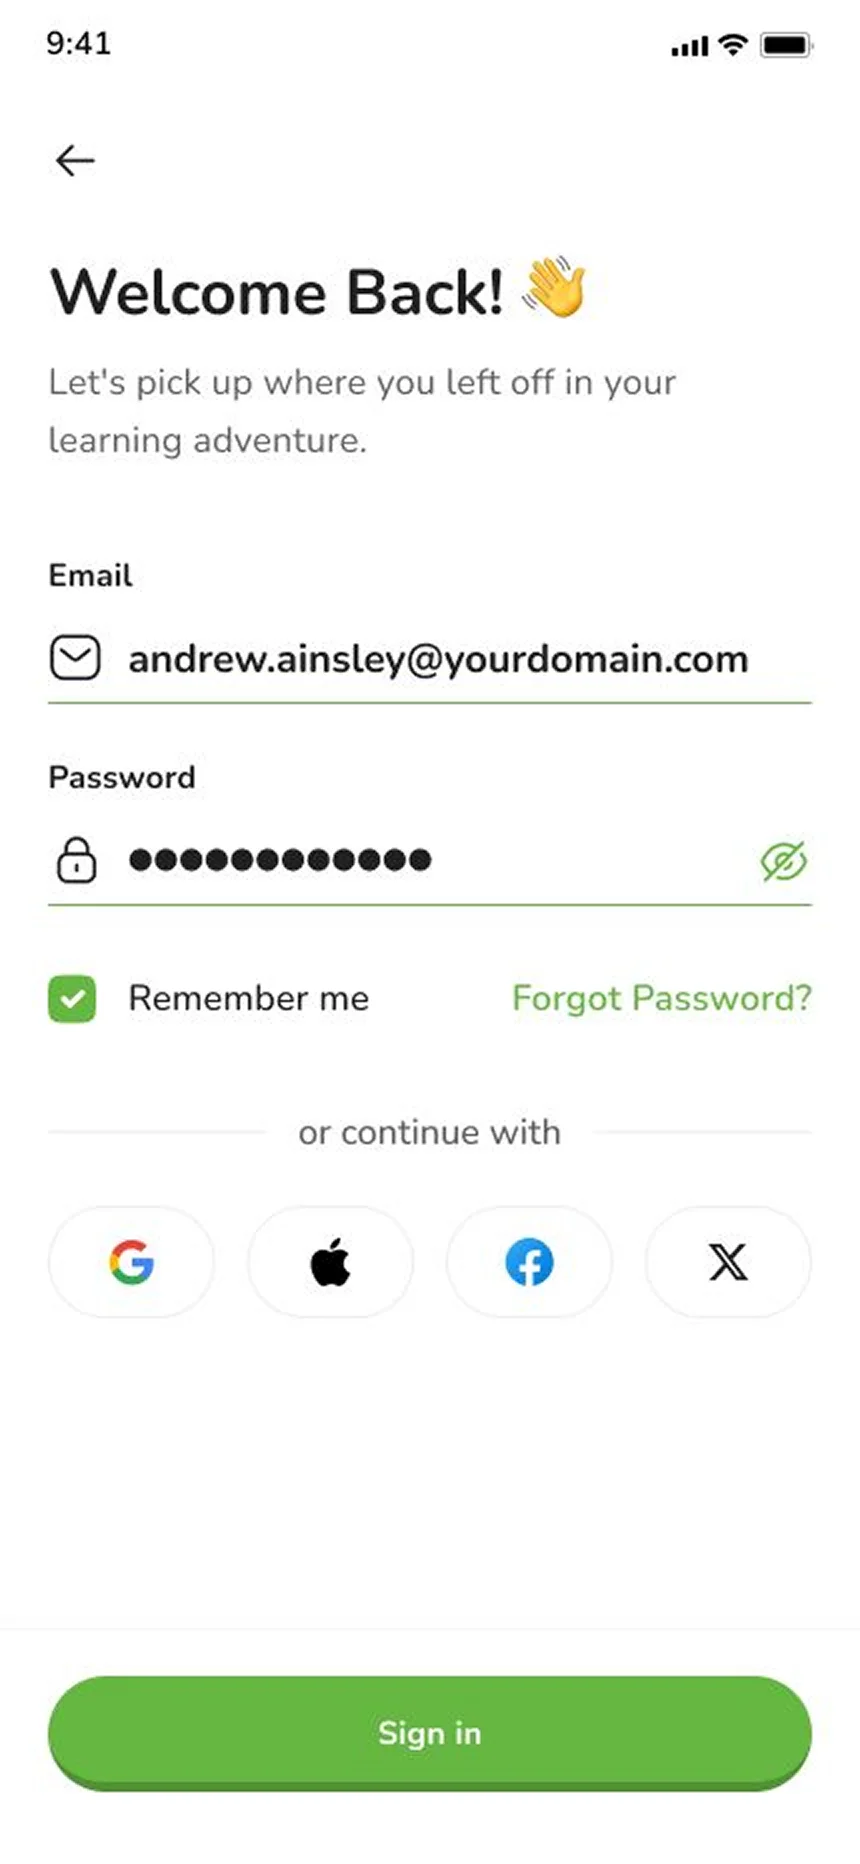 9:41
Welcome Back! 👋
Let's pick up where you left off in your
learning adventure.
Email
andrew.ainsley@yourdomain.com
Password
●●●●●●●●●●●●
Remember me
Forgot Password?
or continue with
Sign in